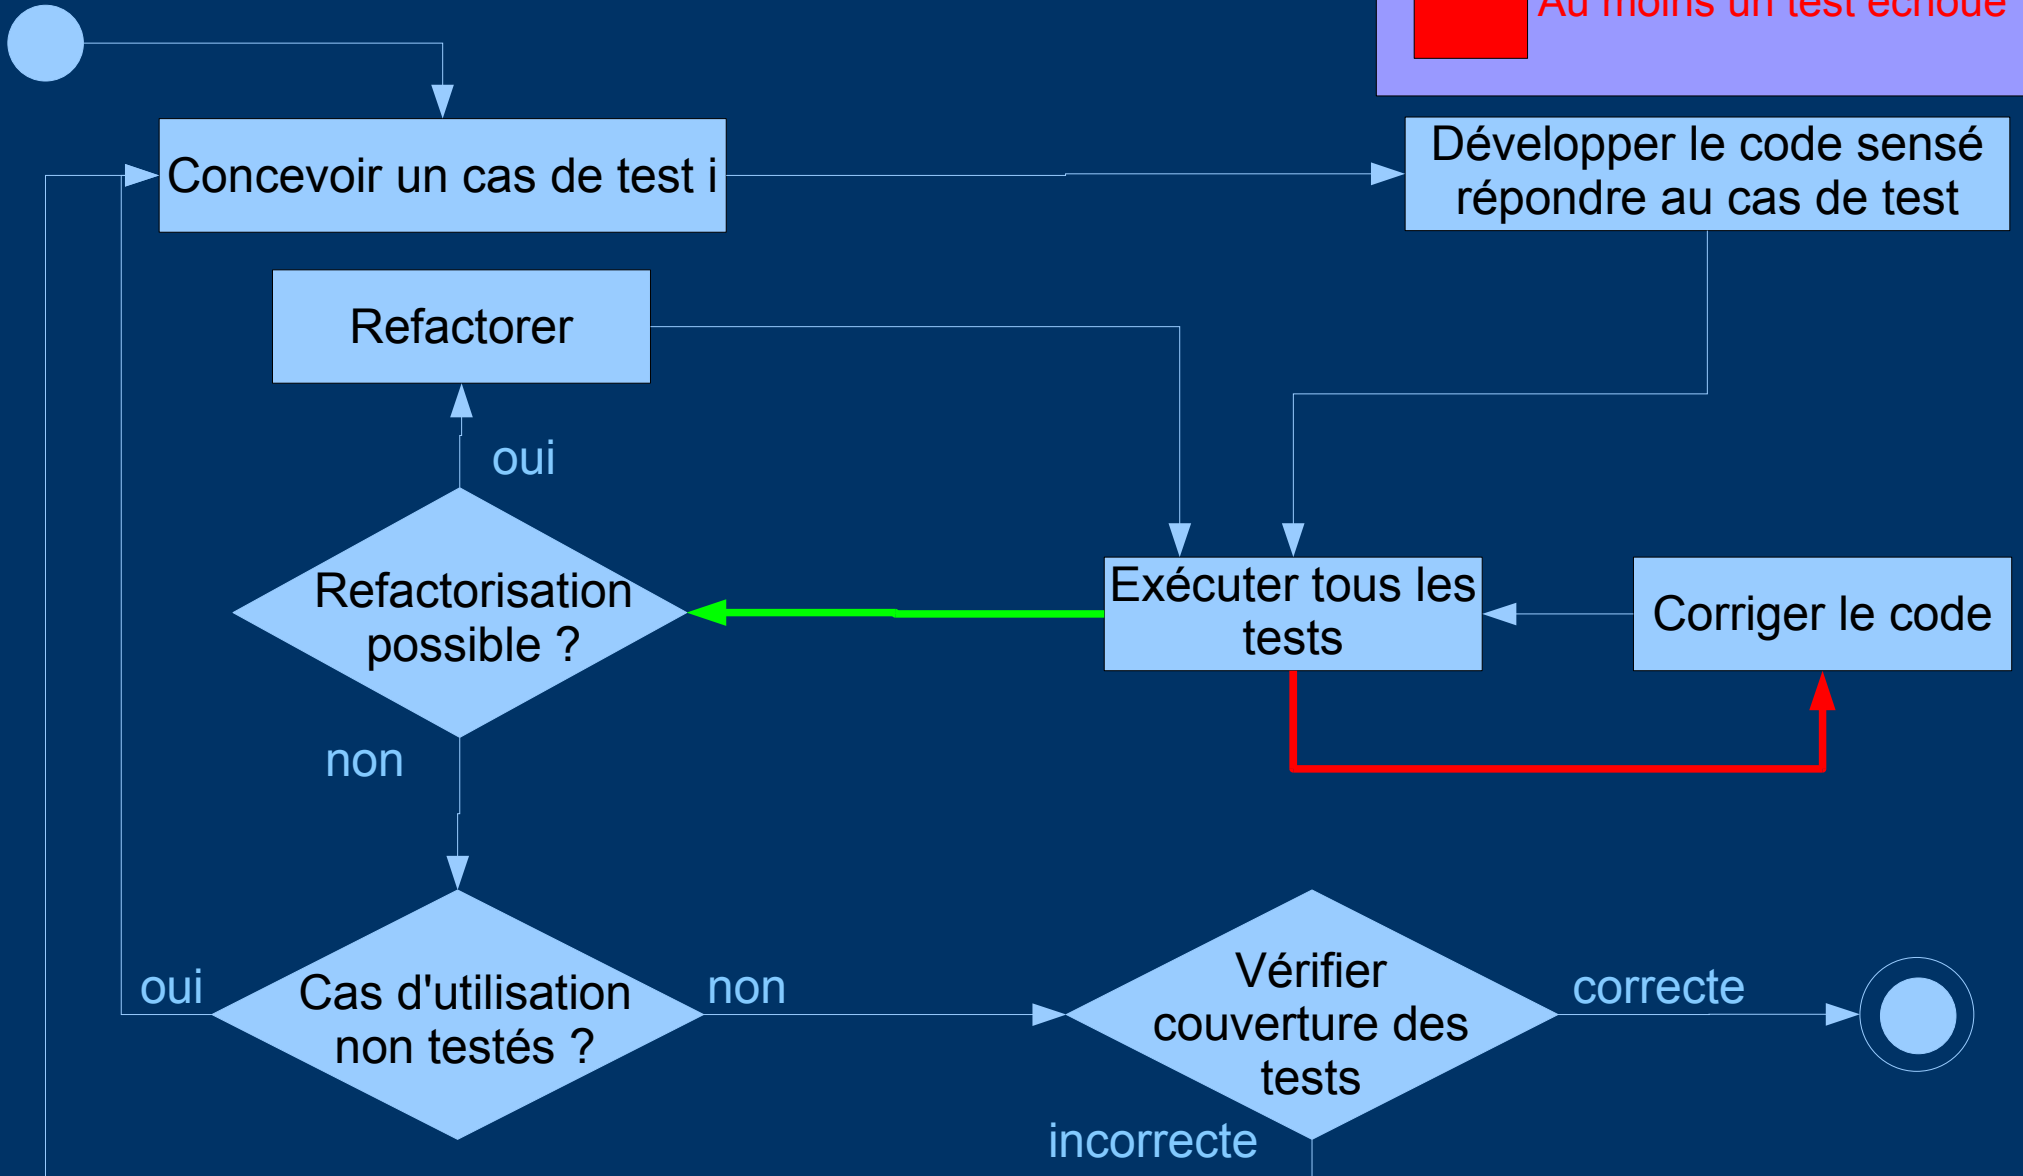 Au moins un test échoue
Concevoir un cas de test i
Développer le code sensé
répondre au cas de test
Refactorer
oui
Refactorisation
possible ?
Exécuter tous les
tests
Corriger le code
non
Cas d'utilisation
non testés ?
oui
non
Vérifier
couverture des
tests
correcte
incorrecte